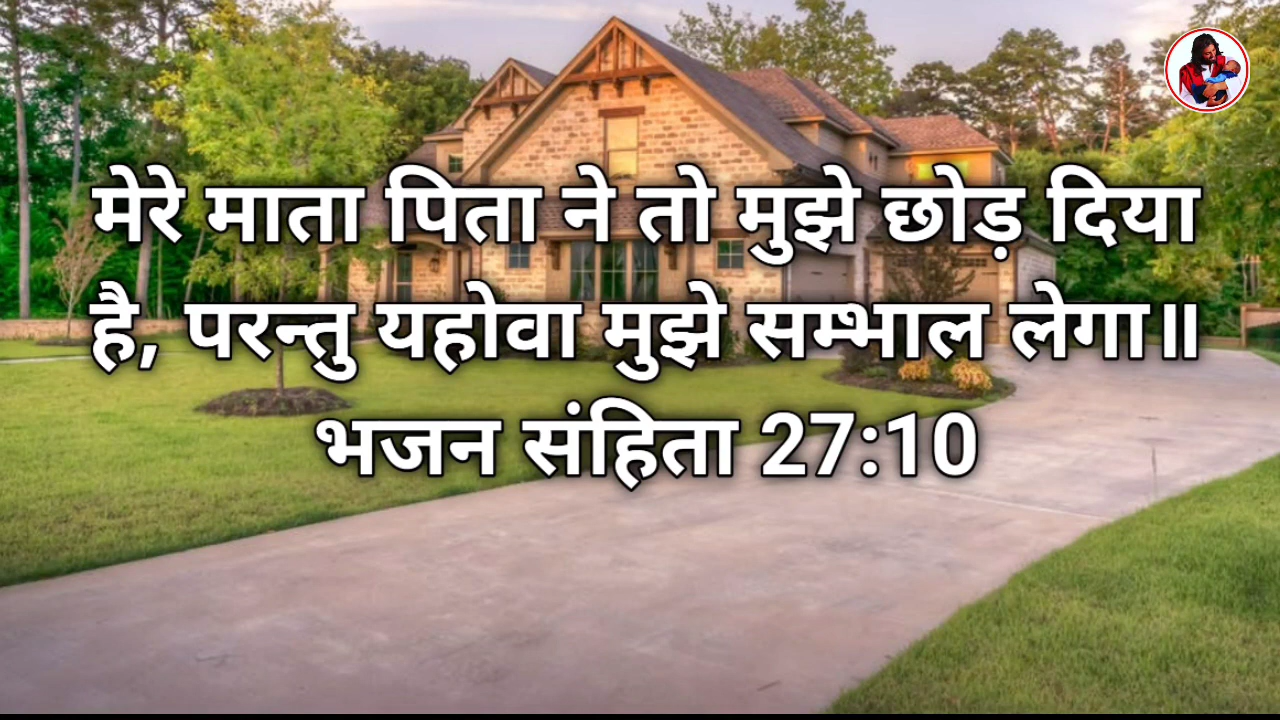 मेरे माता पिता ने तो मुझे छोड़ दिया
है, परन्तु यहोवा मुझे सम्भाल लेगा॥
भजन संहिता 27:10